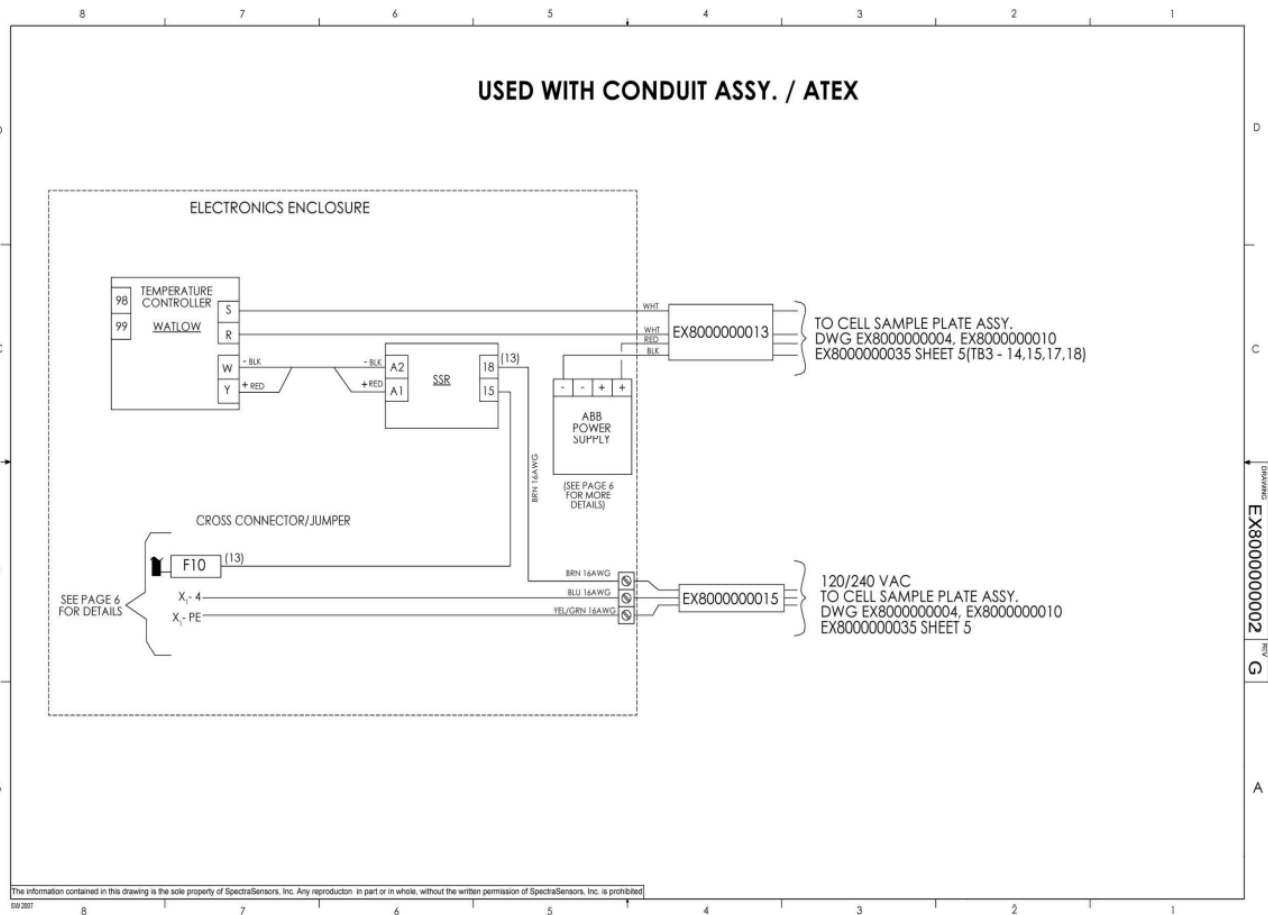 8 7 6 5 4 3 2 1
USED WITH CONDUIT ASSY. / ATEX
D
ELECTRONICS ENCLOSURE
98
99
TEMPERATURE
CONTROLLER
WATLOW
S
R
W
Y
- BLK
+ RED
- BLK
+RED
A2
A1
SSR
18
15
(13)
WHT
WHT
RED
BLK
EX8000000013
TO CELL SAMPLE PLATE ASSY.
DWG EX8000000004, EX8000000010
EX8000000035 SHEET 5(TB3 - 14,15,17,18)
C
- - + +
ABB
POWER
SUPPLY
(SEE PAGE 6
FOR MORE
DETAILS)
BRN 16AWG
CROSS CONNECTOR/JUMPER
F10
(13)
SEE PAGE 6
FOR DETAILS
X1- 4
X1- PE
BRN 16AWG
BLU 16AWG
YEL/GRN 16AWG
EX8000000015
120/240 VAC
TO CELL SAMPLE PLATE ASSY.
DWG EX8000000004, EX8000000010
EX8000000035 SHEET 5
DRAWING
EX8000000002
REV
G
A
The information contained in this drawing is the sole property of SpectraSensors, Inc. Any reproducton in part or in whole, without the written permission of SpectraSensors, Inc. is prohibited
SW 2007
8 7 6 5 4 3 2 1